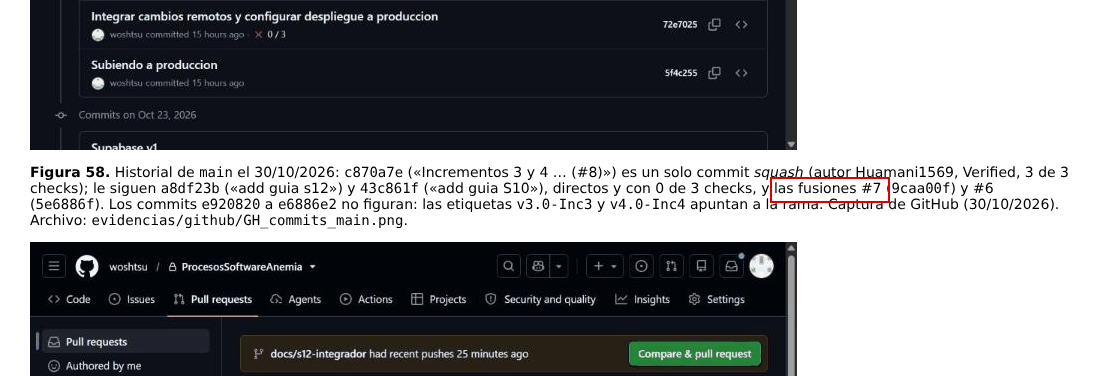 Integrar cambios remotos y configurar despliegue a produccion
woshtsu committed 15 hours ago · × 0 / 3
72e7025
Subiendo a produccion
woshtsu committed 15 hours ago
5f4c255
Commits on Oct 23, 2026
Supabase v1
Figura 58. Historial de main el 30/10/2026: c870a7e («Incrementos 3 y 4 ... (#8)») es un solo commit squash (autor Huamani1569, Verified, 3 de 3
checks); le siguen a8df23b («add guia s12») y 43c861f («add guia S10»), directos y con 0 de 3 checks, y las fusiones #7 (9caa00f) y #6
(5e6886f). Los commits e920820 a e6886e2 no figuran: las etiquetas v3.0-Inc3 y v4.0-Inc4 apuntan a la rama. Captura de GitHub (30/10/2026).
Archivo: evidencias/github/GH_commits_main.png.
woshtsu / ProcesosSoftwareAnemia
Code Issues Pull requests Agents Actions Projects Security and quality Insights Settings
Pull requests
Authored by me
docs/s12-integrador had recent pushes 25 minutes ago
Compare & pull request